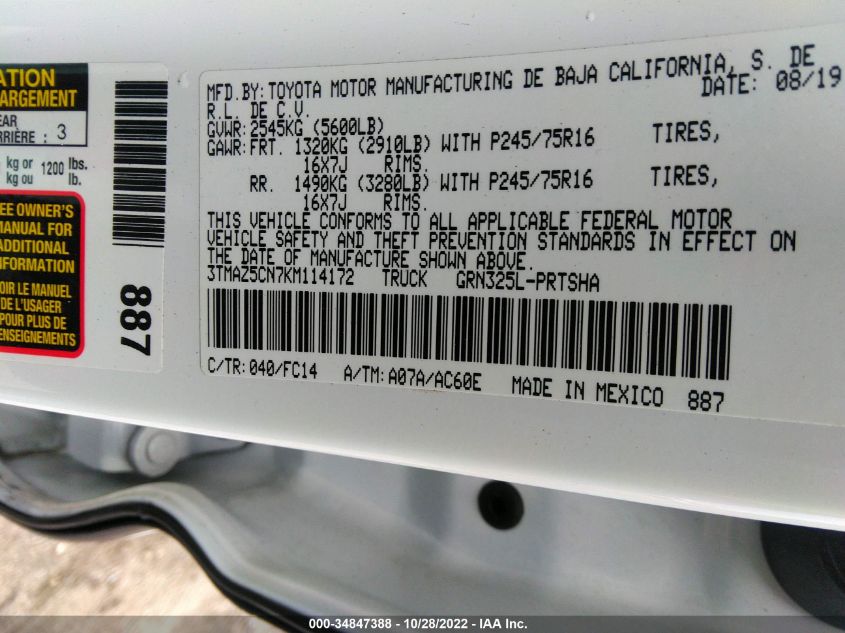 ATION
ARGEMENT
EAR
RRIÈRE : 3
kg or 1200 lbs.
kg ou lb.
EE OWNER'S
MANUAL FOR
ADDITIONAL
INFORMATION
OIR LE MANUEL
DE L'USAGER
POUR PLUS DE
ENSEIGNEMENTS
887
MFD.BY:TOYOTA MOTOR MANUFACTURING DE BAJA CALIFORNIA, S. DE
R.L. DE C.V. DATE: 08/19
GVWR:2545KG (5600LB)
GAWR:FRT. 1320KG (2910LB) WITH P245/75R16 TIRES,
16X7J RIMS.
RR. 1490KG (3280LB) WITH P245/75R16 TIRES,
16X7J RIMS.
THIS VEHICLE CONFORMS TO ALL APPLICABLE FEDERAL MOTOR
VEHICLE SAFETY AND THEFT PREVENTION STANDARDS IN EFFECT ON
THE DATE OF MANUFACTURE SHOWN ABOVE.
3TMAZ5CN7KM114172 TRUCK GRN325L-PRTSHA
C/TR:040/FC14 A/TM:A07A/AC60E MADE IN MEXICO 887
000-34847388 - 10/28/2022 - IAA Inc.